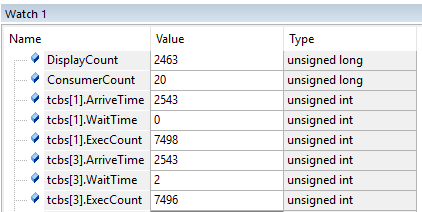 Watch 1
Name Value Type
DisplayCount 2463 unsigned long
ConsumerCount 20 unsigned long
tcbs[1].ArriveTime 2543 unsigned int
tcbs[1].WaitTime 0 unsigned int
tcbs[1].ExecCount 7498 unsigned int
tcbs[3].ArriveTime 2543 unsigned int
tcbs[3].WaitTime 2 unsigned int
tcbs[3].ExecCount 7496 unsigned int